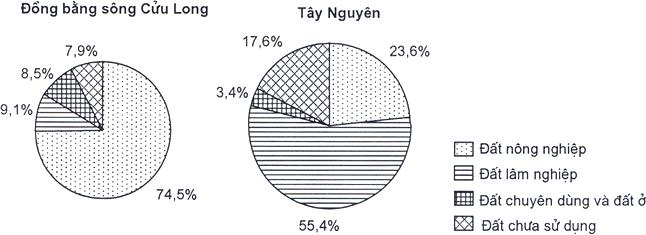 Đồng bằng sông Cửu Long
7,9%
8,5%
9,1%
74,5%
Tây Nguyên
17,6%
23,6%
3,4%
55,4%
Đất nông nghiệp
Đất lâm nghiệp
Đất chuyên dùng và đất ở
Đất chưa sử dụng